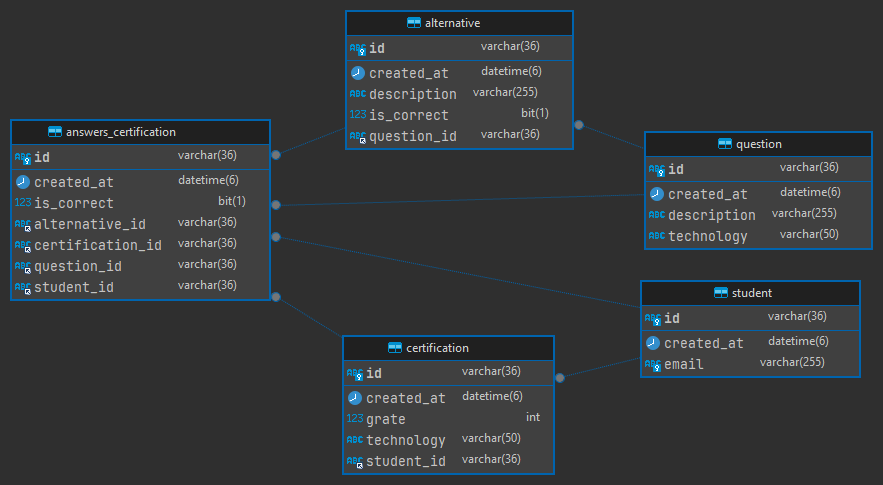 alternative
id varchar(36)
created_at datetime(6)
description varchar(255)
is_correct bit(1)
question_id varchar(36)
answers_certification
id varchar(36)
created_at datetime(6)
is_correct bit(1)
alternative_id varchar(36)
certification_id varchar(36)
question_id varchar(36)
student_id varchar(36)
question
id varchar(36)
created_at datetime(6)
description varchar(255)
technology varchar(50)
student
id varchar(36)
created_at datetime(6)
email varchar(255)
certification
id varchar(36)
created_at datetime(6)
grate int
technology varchar(50)
student_id varchar(36)